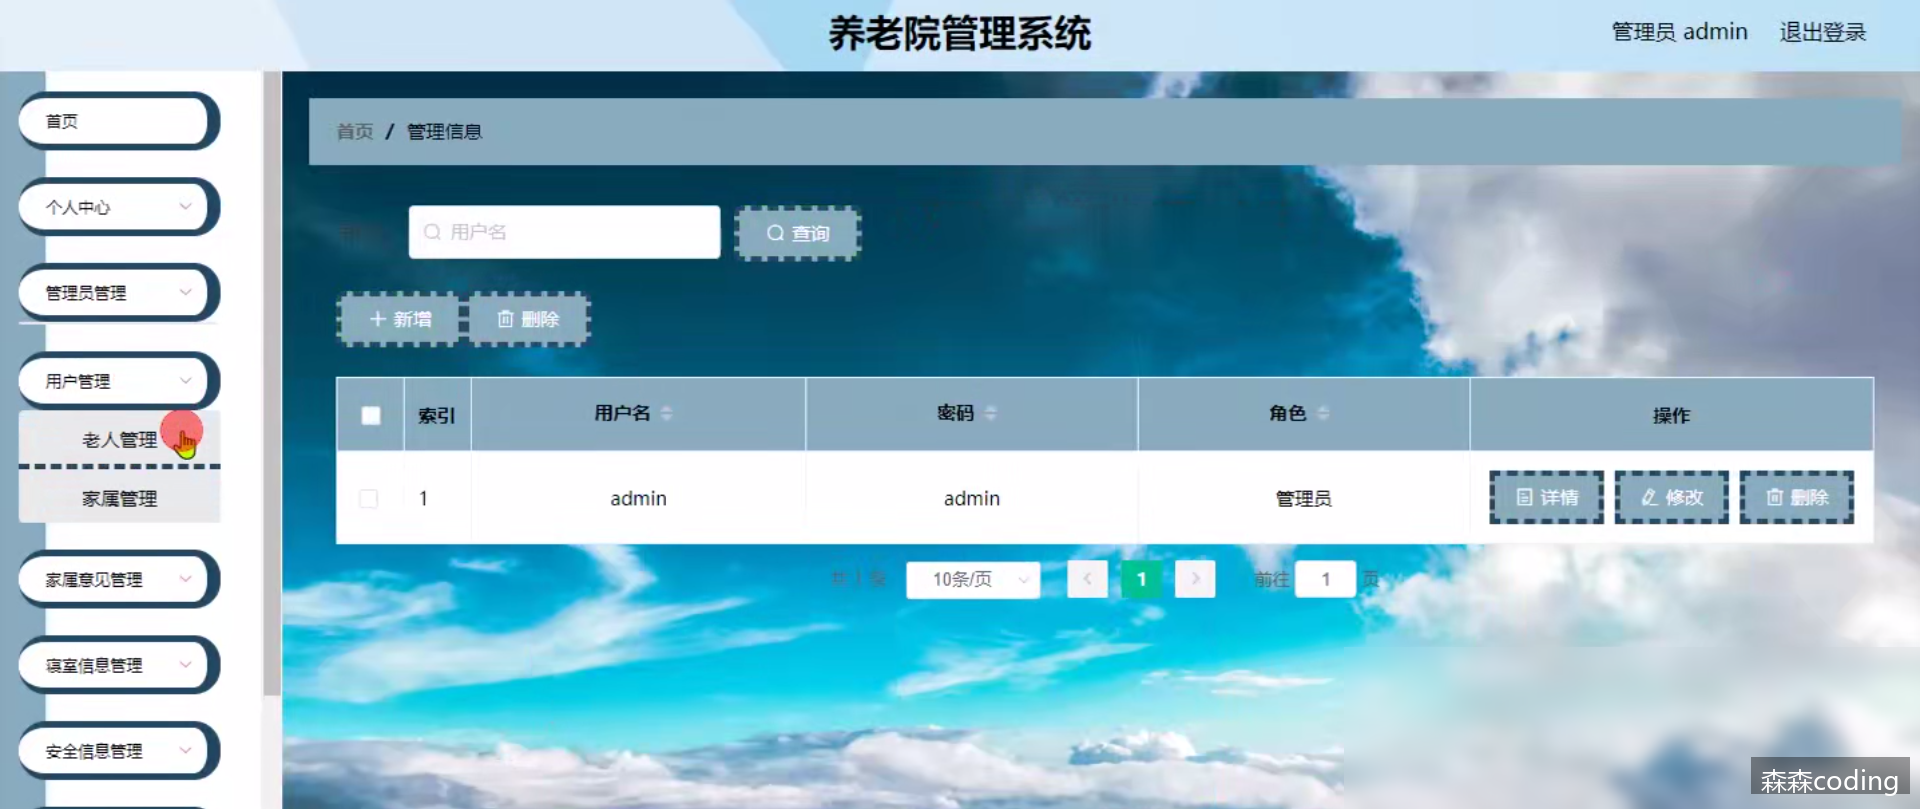 养老院管理系统
管理员 admin 退出登录
首页
个人中心
管理员管理
用户管理
老人管理
家属管理
家属意见管理
寝室信息管理
安全信息管理
首页 / 管理信息
用户名 查询
新增 删除
索引 用户名 密码 角色 操作
1 admin admin 管理员 详情 修改 删除
共 1 条 10条/页 1 前往 1 页
森森coding